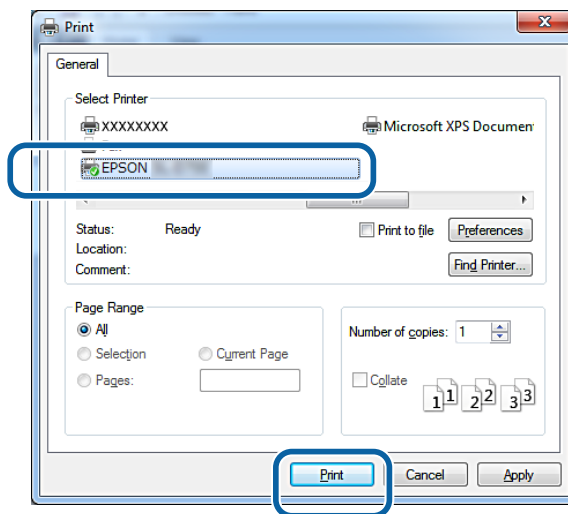 Print
General
Select Printer
XXXXXXXX
Microsoft XPS Documen
EPSON
Status: Ready
Print to file
Preferences
Location:
Comment:
Find Printer...
Page Range
All
Selection
Current Page
Pages:
Number of copies: 1
Collate
1 1 2 2 3 3
Print
Cancel
Apply